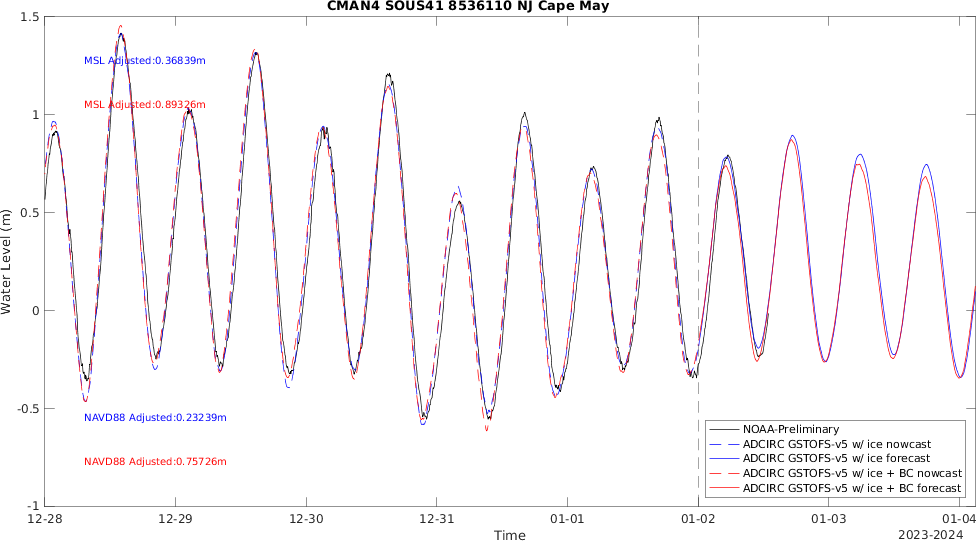 CMAN4 SOUS41 8536110 NJ Cape May
1.5
MSL Adjusted:0.36839m
MSL Adjusted:0.89326m
1
0.5
Water Level (m)
0
-0.5
NAVD88 Adjusted:0.23239m
NAVD88 Adjusted:0.75726m
NOAA-Preliminary
ADCIRC GSTOFS-v5 w/ ice nowcast
ADCIRC GSTOFS-v5 w/ ice forecast
ADCIRC GSTOFS-v5 w/ ice + BC nowcast
ADCIRC GSTOFS-v5 w/ ice + BC forecast
-1
12-28 12-29 12-30 12-31 01-01 01-02 01-03 01-04
Time
2023-2024